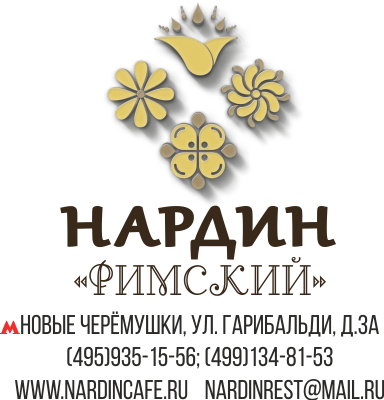 НАРДИН
«РИМСКИЙ»
м НОВЫЕ ЧЕРЁМУШКИ, УЛ. ГАРИБАЛЬДИ, Д.3А
(495)935-15-56; (499)134-81-53
WWW.NARDINCAFE.RU NARDINREST@MAIL.RU